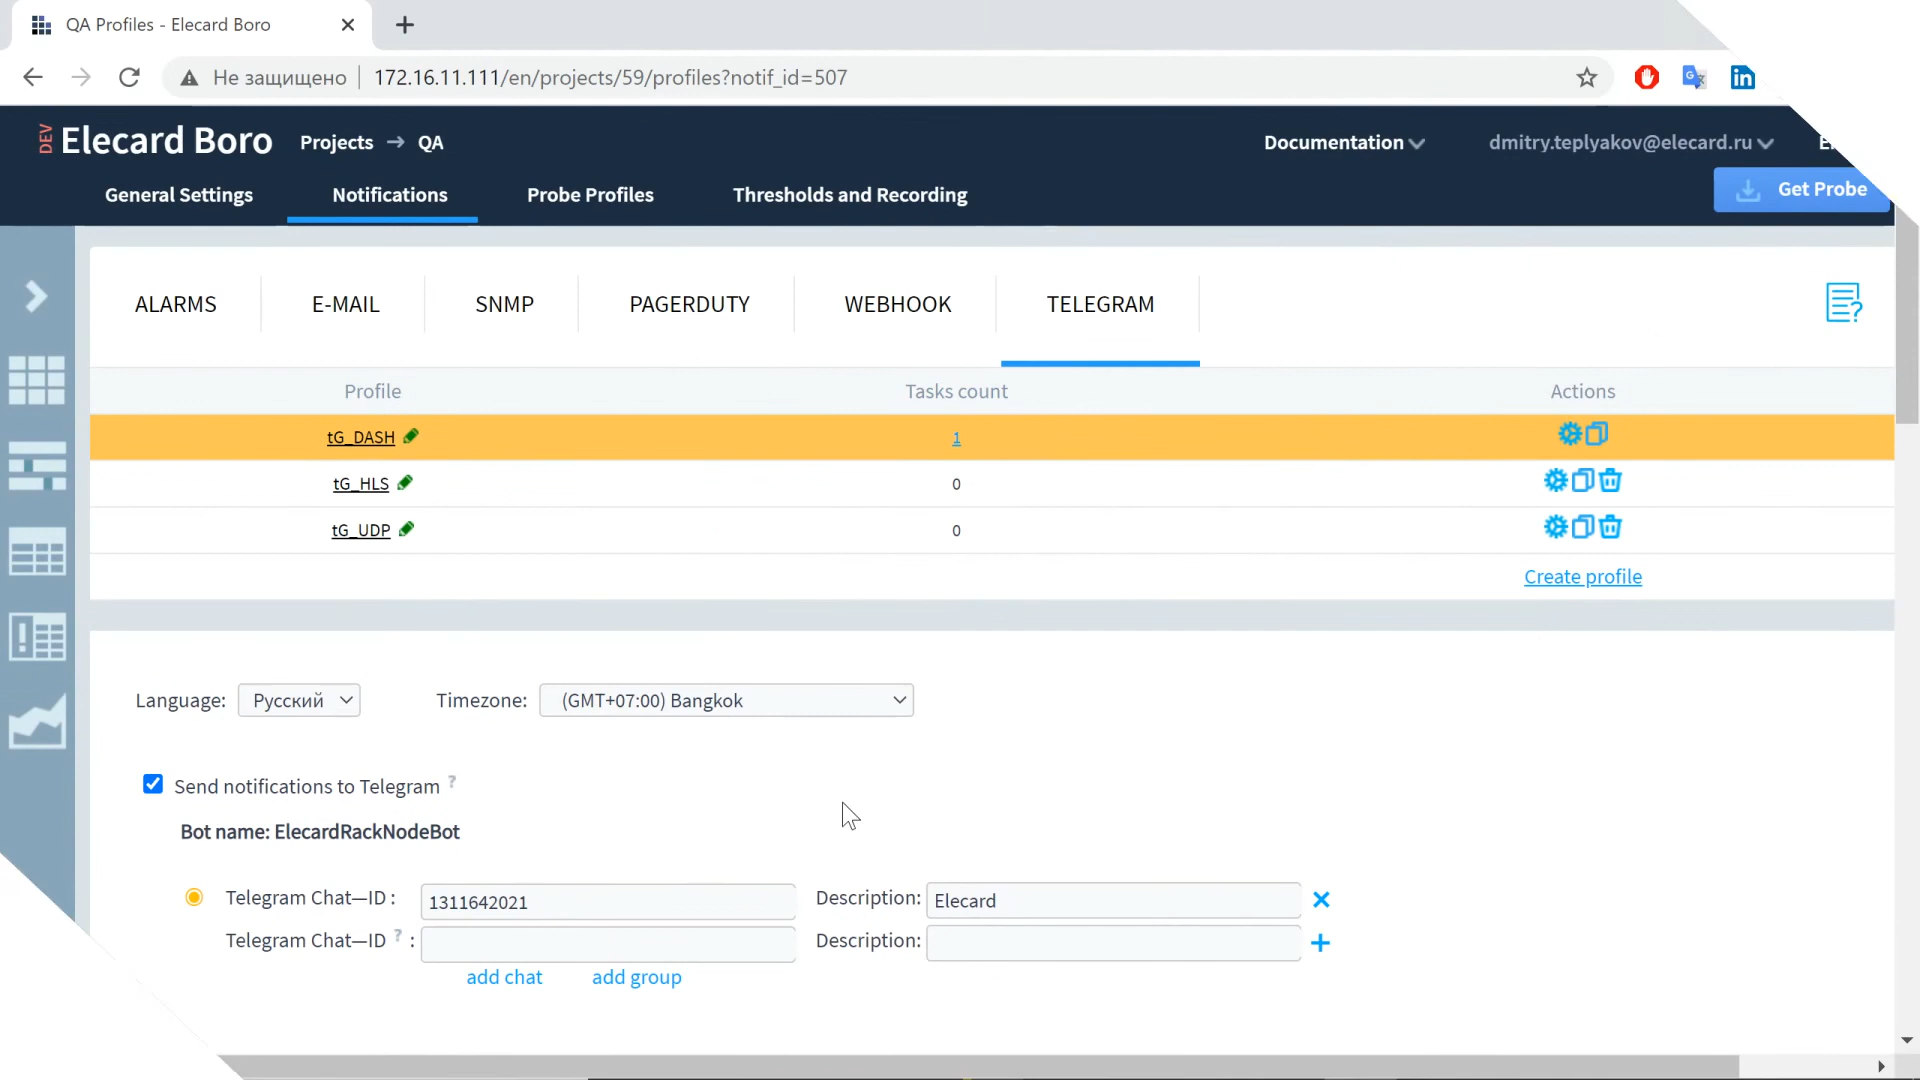 QA Profiles - Elecard Boro
Не защищено 172.16.11.111/en/projects/59/profiles?notif_id=507
DEV Elecard Boro Projects → QA Documentation dmitry.teplyakov@elecard.ru
General Settings Notifications Probe Profiles Thresholds and Recording Get Probe
ALARMS E-MAIL SNMP PAGERDUTY WEBHOOK TELEGRAM
Profile Tasks count Actions
tG_DASH 1
tG_HLS 0
tG_UDP 0
Create profile
Language: Русский Timezone: (GMT+07:00) Bangkok
Send notifications to Telegram ?
Bot name: ElecardRackNodeBot
Telegram Chat—ID : 1311642021 Description: Elecard
Telegram Chat—ID ? : Description:
add chat add group